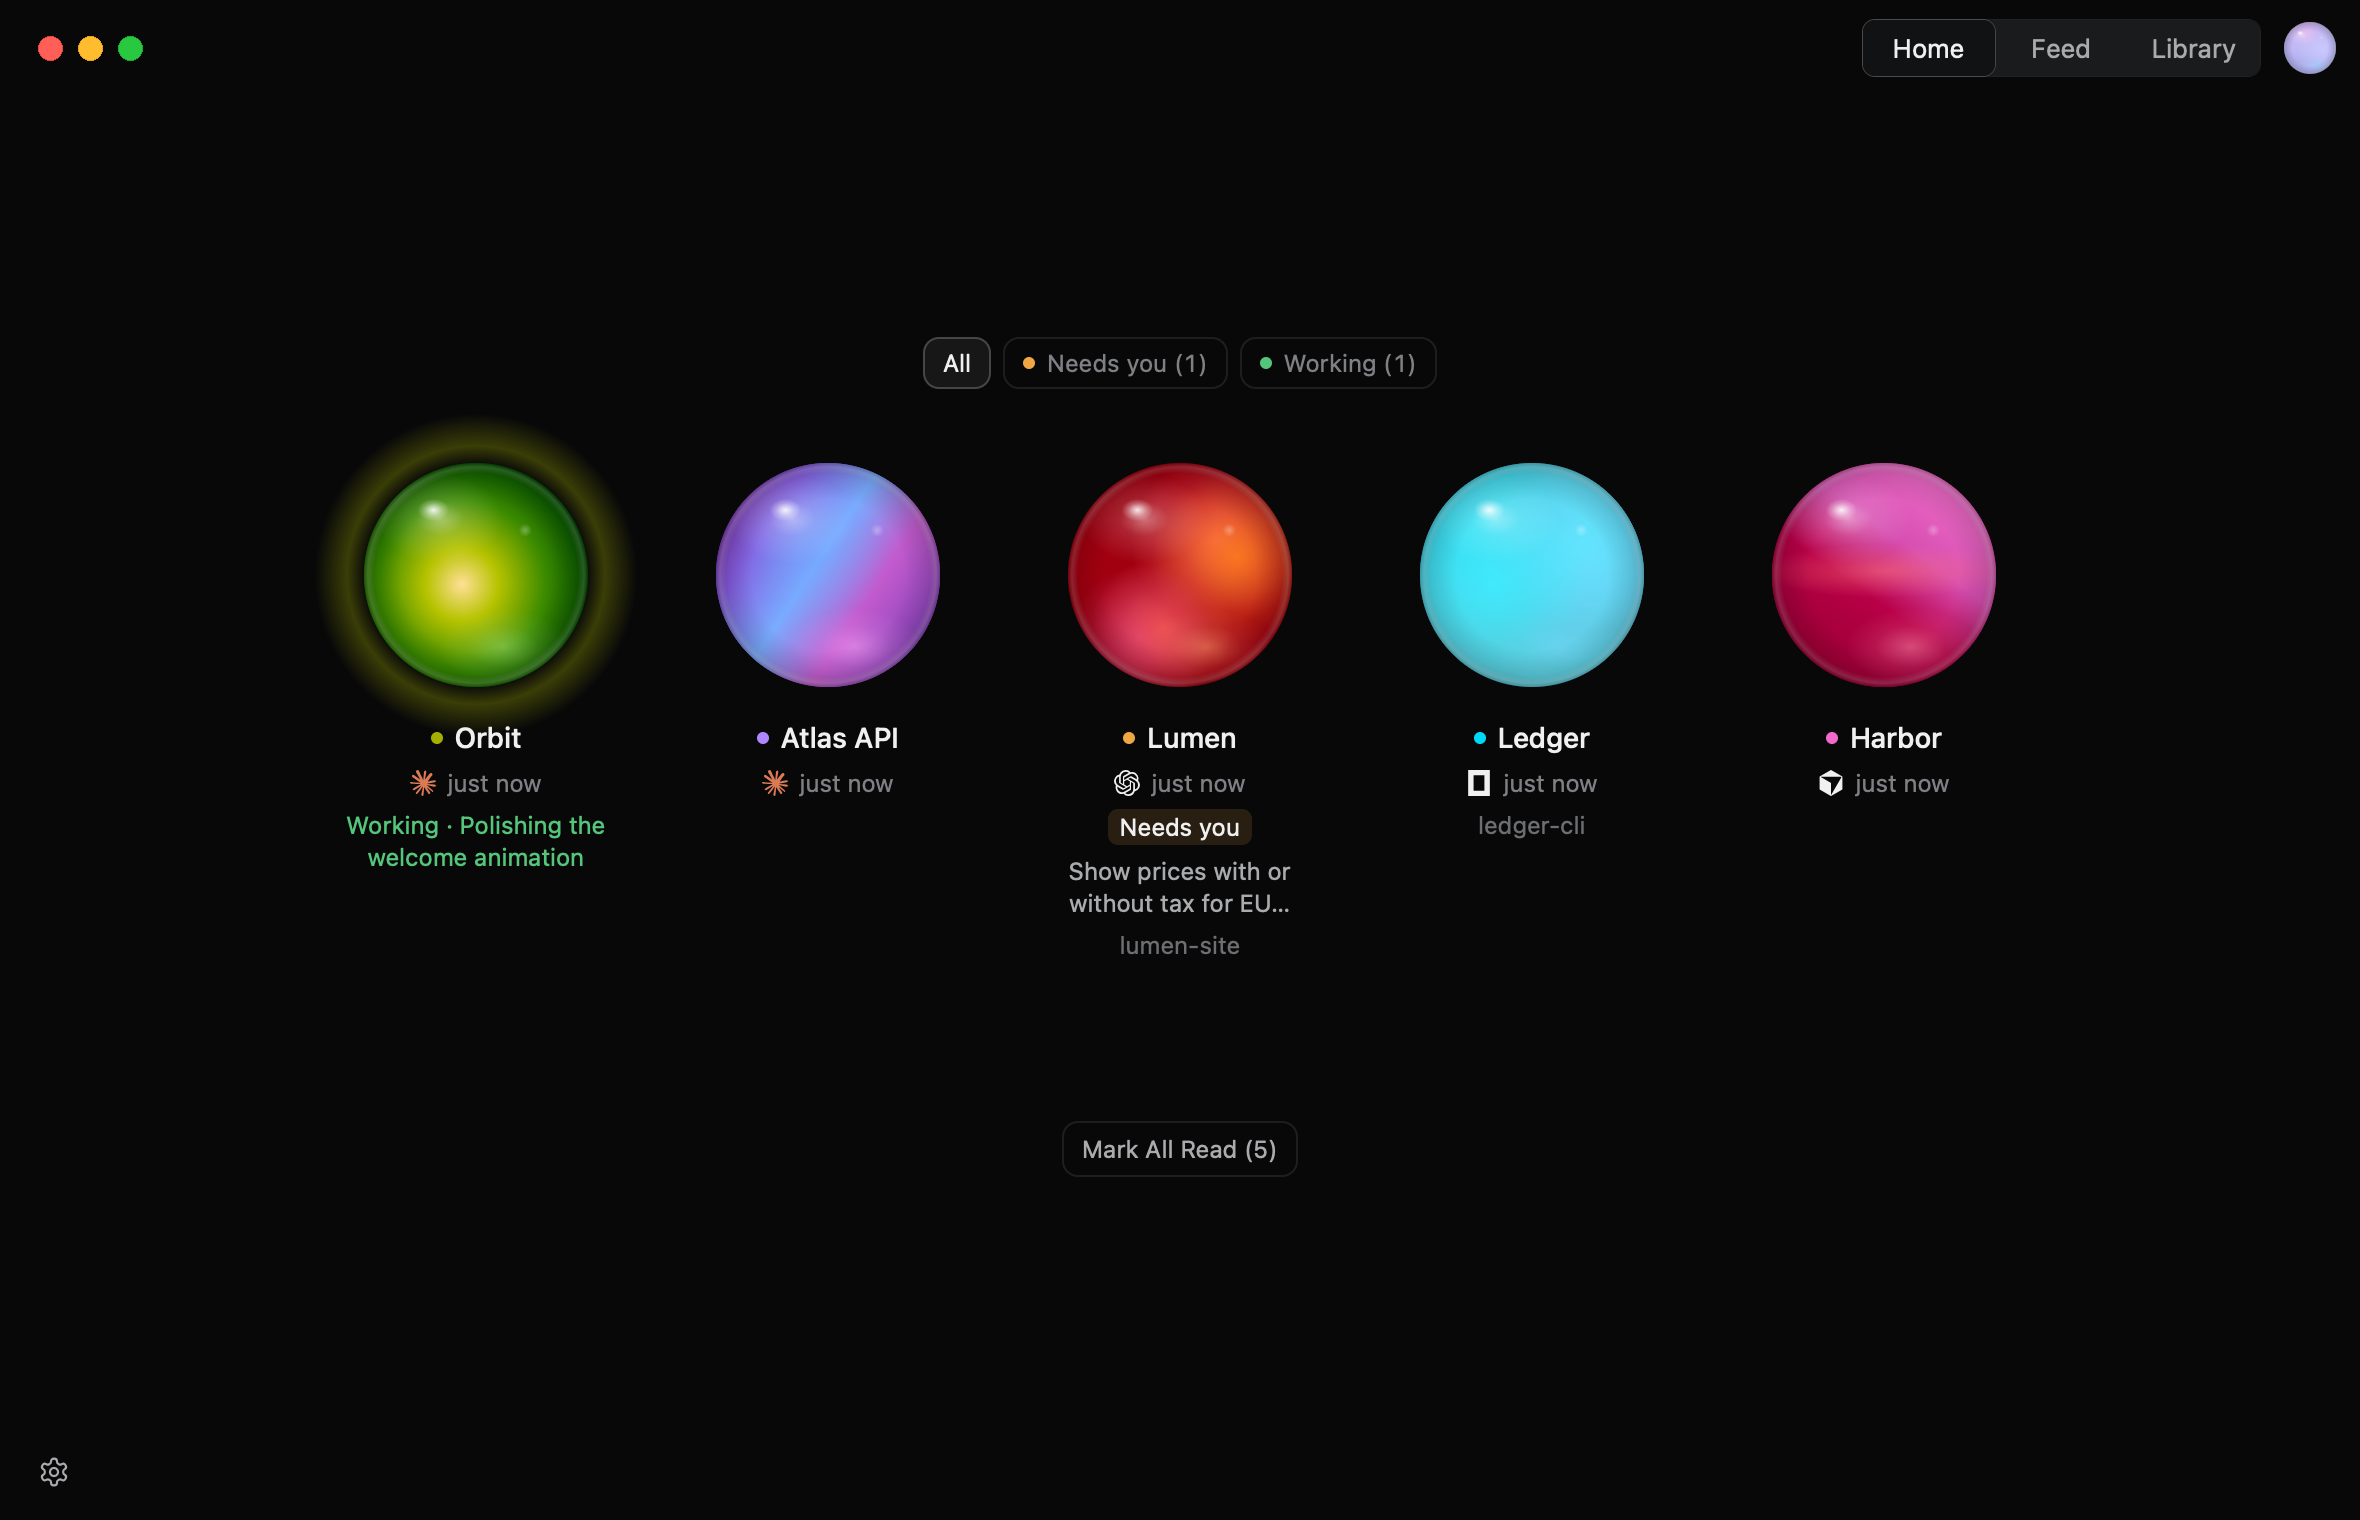 Home Feed Library
All Needs you (1) Working (1)
Orbit
just now
Working · Polishing the
welcome animation
Atlas API
just now
Lumen
just now
Needs you
Show prices with or
without tax for EU...
lumen-site
Ledger
just now
ledger-cli
Harbor
just now
Mark All Read (5)